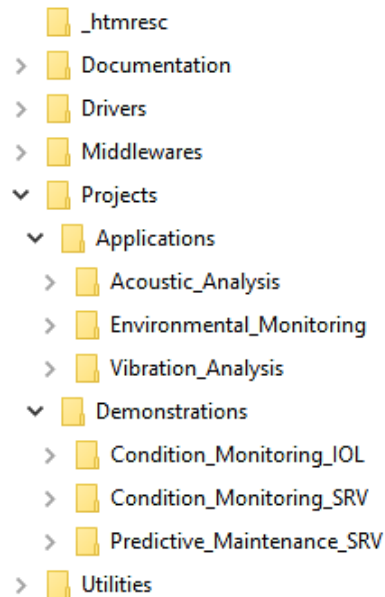 _htmresc
Documentation
Drivers
Middlewares
Projects
Applications
Acoustic_Analysis
Environmental_Monitoring
Vibration_Analysis
Demonstrations
Condition_Monitoring_IOL
Condition_Monitoring_SRV
Predictive_Maintenance_SRV
Utilities